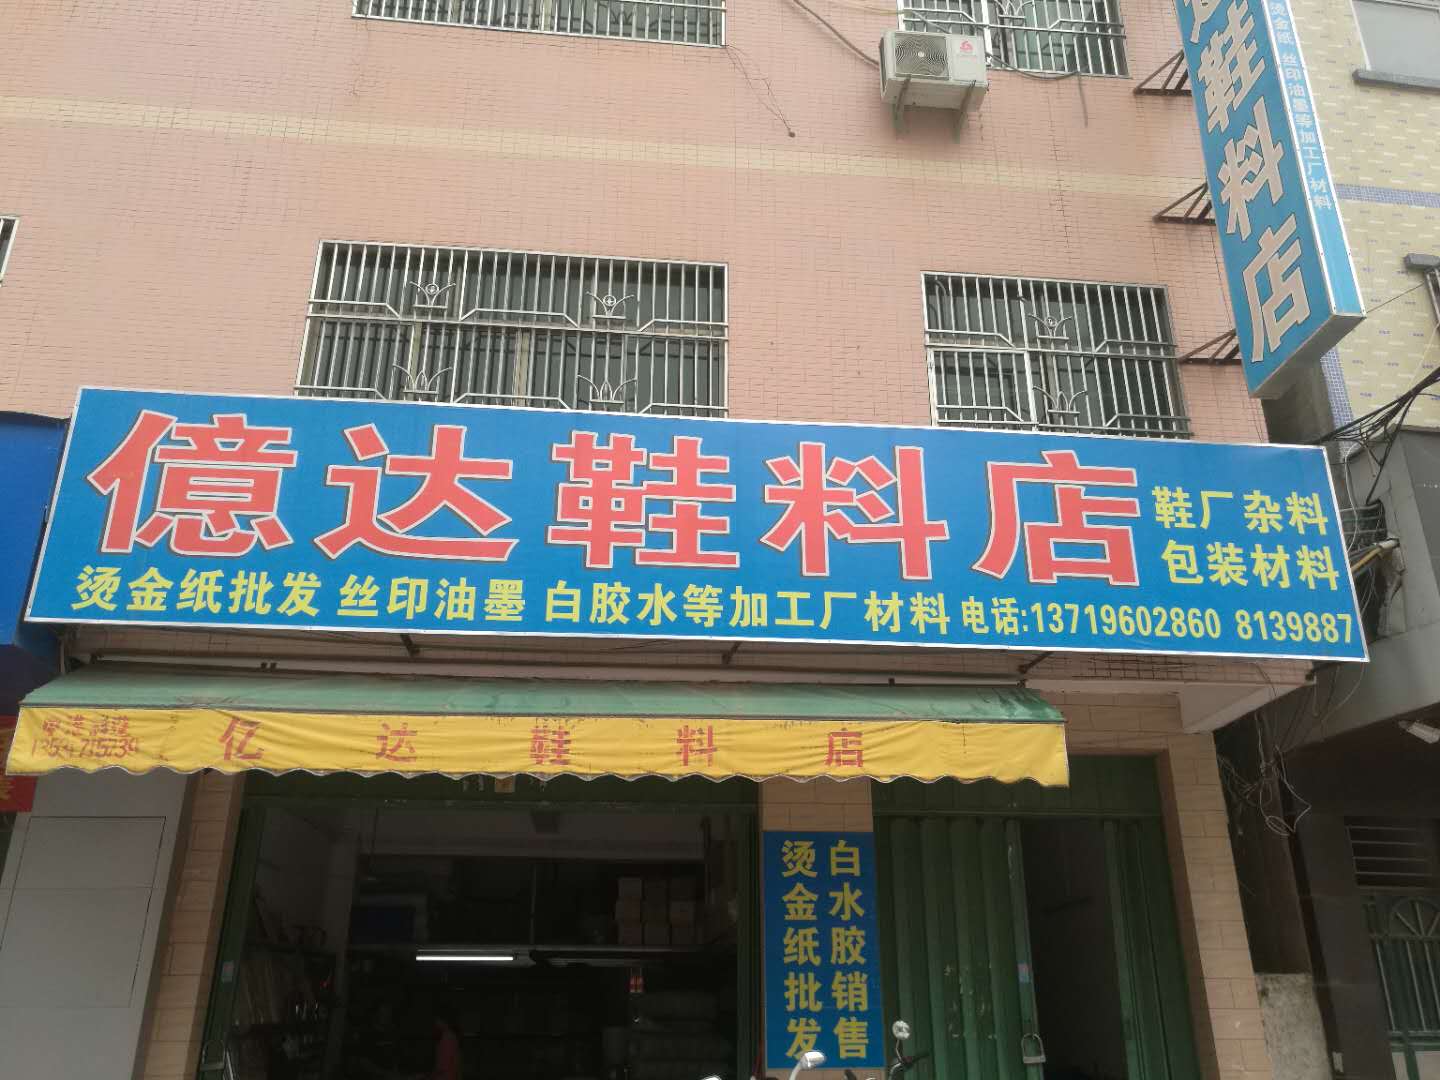 鞋料店
烫金纸 丝印油墨等加工厂材料
億达鞋料店
鞋厂杂料
包装材料
烫金纸批发 丝印油墨 白胶水等加工厂材料 电话:13719602860 8139887
亿达鞋料店
白水胶销售
烫金纸批发